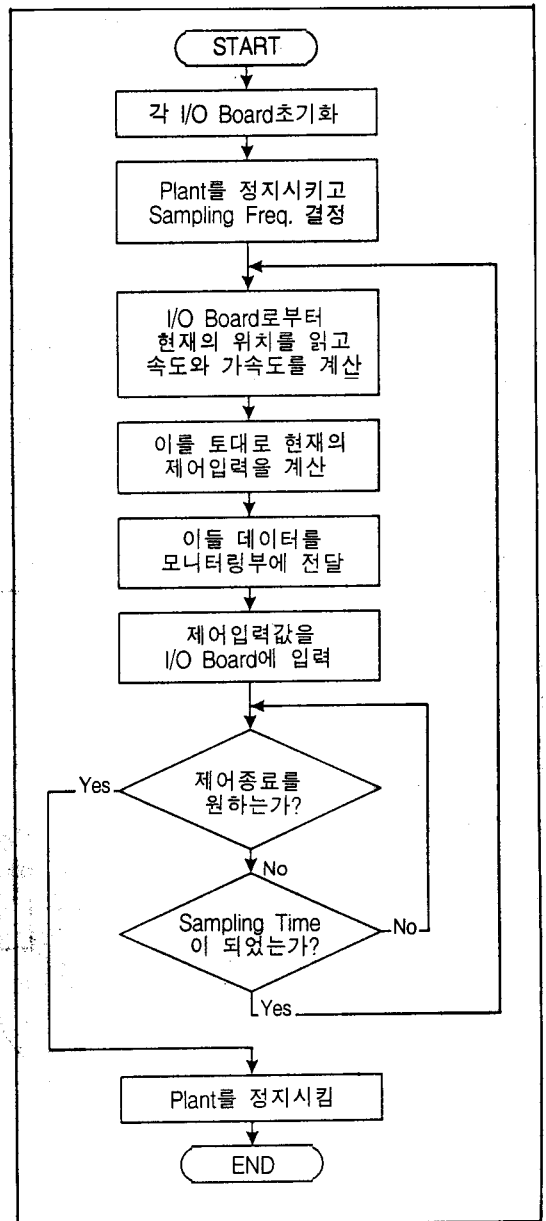 START
각 I/O Board초기화
Plant를 정지시키고
Sampling Freq. 결정
I/O Board로부터
현재의 위치를 읽고
속도와 가속도를 계산
이를 토대로 현재의
제어입력을 계산
이들 데이터를
모니터링부에 전달
제어입력값을
I/O Board에 입력
제어종료를
원하는가?
Yes
No
Sampling Time
이 되었는가?
No
Yes
Plant를 정지시킴
END